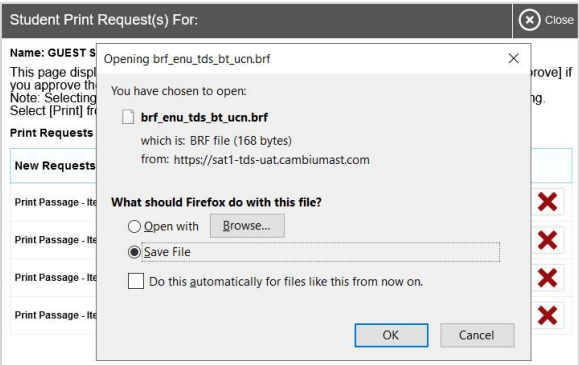 Student Print Request(s) For:
Close
Name: GUEST S
This page displ
rove] if
you approve th
Note: Selecting
ng.
Select [Print] fr
Print Requests
New Requests
Print Passage - Ite
Print Passage - Ite
Print Passage - Ite
Print Passage - Ite
Opening brf_enu_tds_bt_ucn.brf
You have chosen to open:
brf_enu_tds_bt_ucn.brf
which is: BRF file (168 bytes)
from: https://sat1-tds-uat.cambiumast.com
What should Firefox do with this file?
Open with Browse...
Save File
Do this automatically for files like this from now on.
OK Cancel